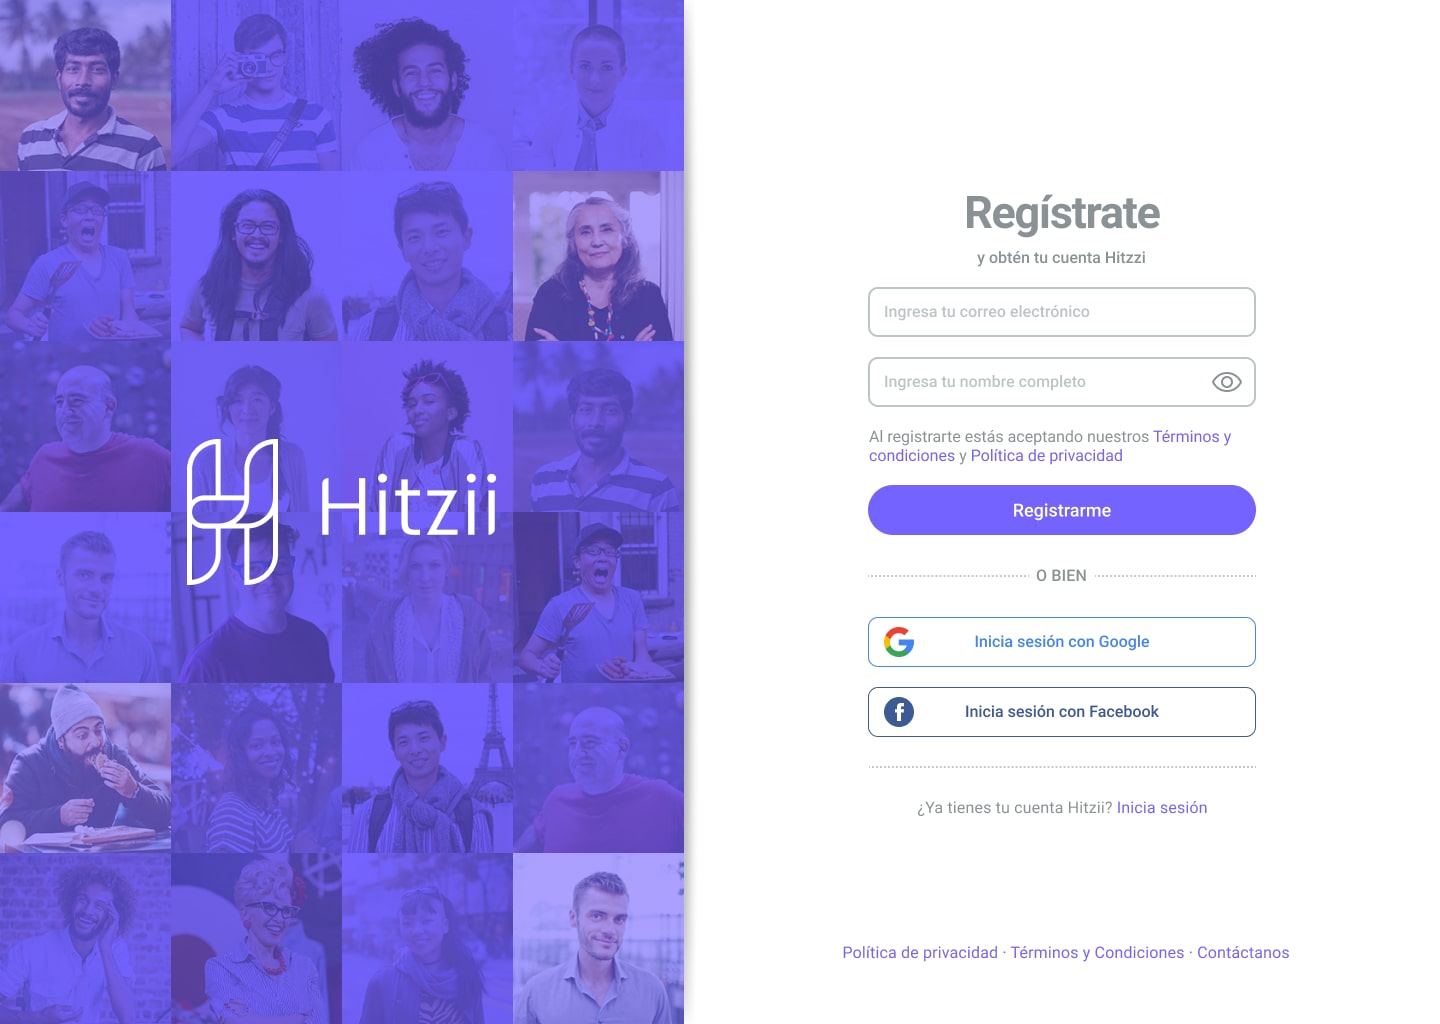 Hitzii
Regístrate
y obtén tu cuenta Hitzzi
Ingresa tu correo electrónico
Ingresa tu nombre completo
Al registrarte estás aceptando nuestros Términos y
condiciones y Política de privacidad
Registrarme
O BIEN
Inicia sesión con Google
Inicia sesión con Facebook
¿Ya tienes tu cuenta Hitzii? Inicia sesión
Política de privacidad · Términos y Condiciones · Contáctanos